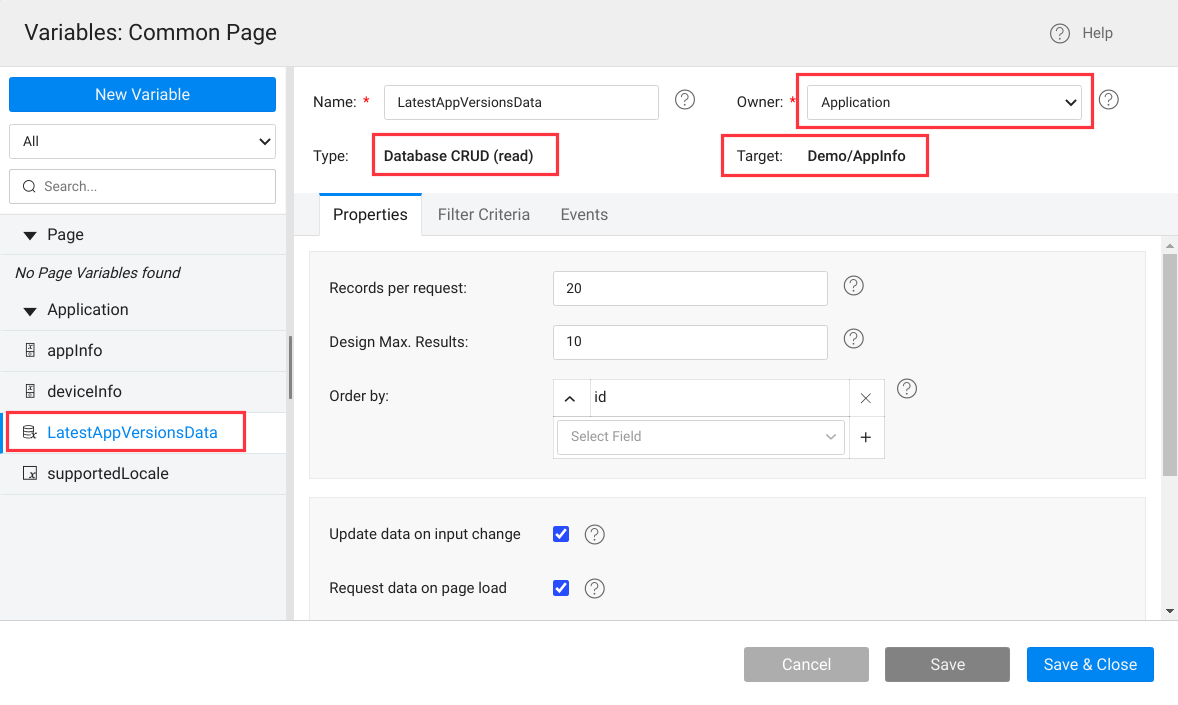 Variables: Common Page
? Help
New Variable
All
Search...
Page
No Page Variables found
Application
appInfo
deviceInfo
LatestAppVersionsData
supportedLocale
Name: * LatestAppVersionsData ? Owner: * Application ?
Type: Database CRUD (read) Target: Demo/AppInfo
Properties Filter Criteria Events
Records per request: 20 ?
Design Max. Results: 10 ?
Order by: id ?
Select Field +
Update data on input change ?
Request data on page load ?
Cancel Save Save & Close